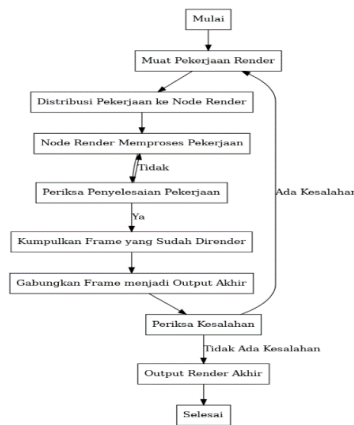 Mulai
Muat Pekerjaan Render
Distribusi Pekerjaan ke Node Render
Node Render Memproses Pekerjaan
Tidak
Periksa Penyelesaian Pekerjaan
Ada Kesalahan
Ya
Kumpulkan Frame yang Sudah Dirender
Gabungkan Frame menjadi Output Akhir
Periksa Kesalahan
Tidak Ada Kesalahan
Output Render Akhir
Selesai